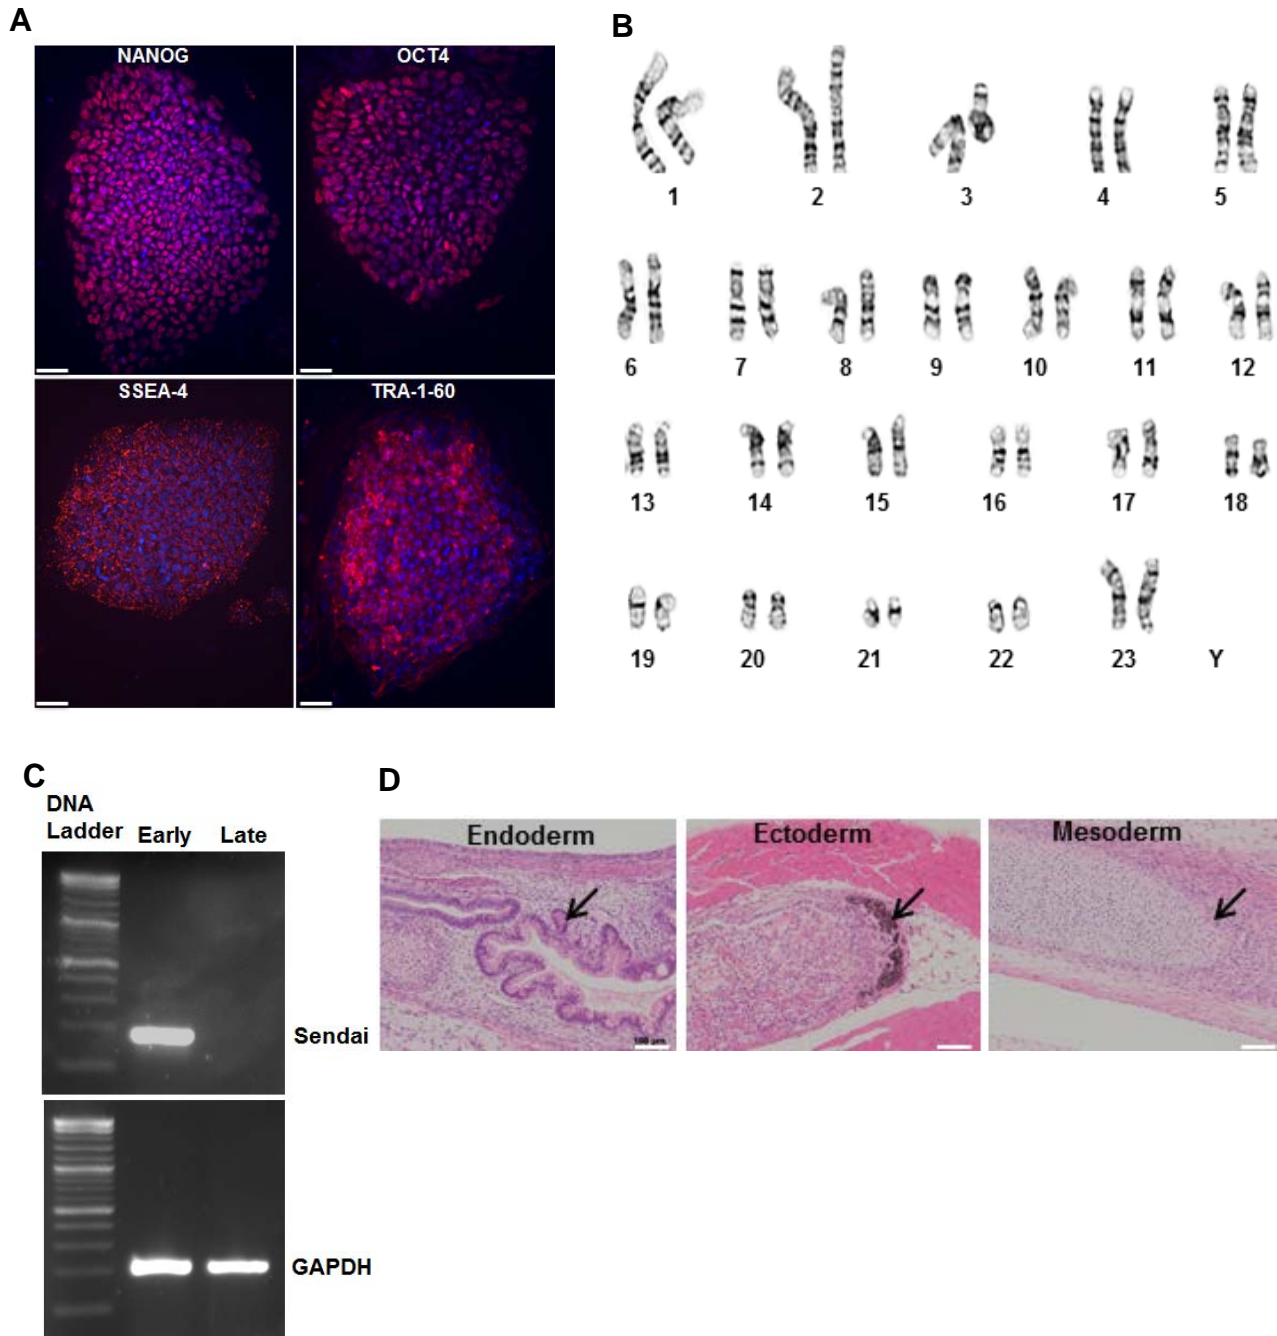 A
NANOG
OCT4
SSEA-4
TRA-1-60
B
1 2 3 4 5
6 7 8 9 10 11 12
13 14 15 16 17 18
19 20 21 22 23 Y
C
DNA
Ladder Early Late
Sendai
GAPDH
D
Endoderm
100 µm
Ectoderm
Mesoderm